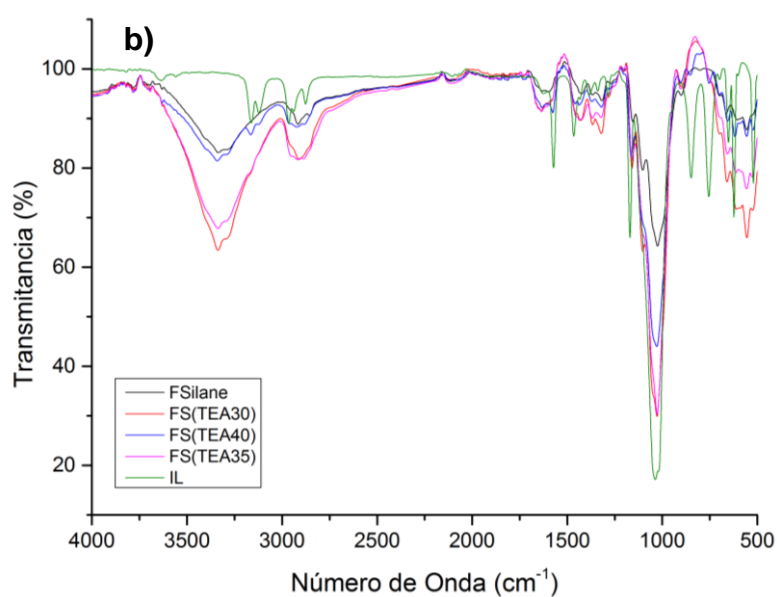 b)
100
80
60
40
20
Transmitancia (%)
FSilane
FS(TEA30)
FS(TEA40)
FS(TEA35)
IL
4000 3500 3000 2500 2000 1500 1000 500
Número de Onda (cm⁻¹)